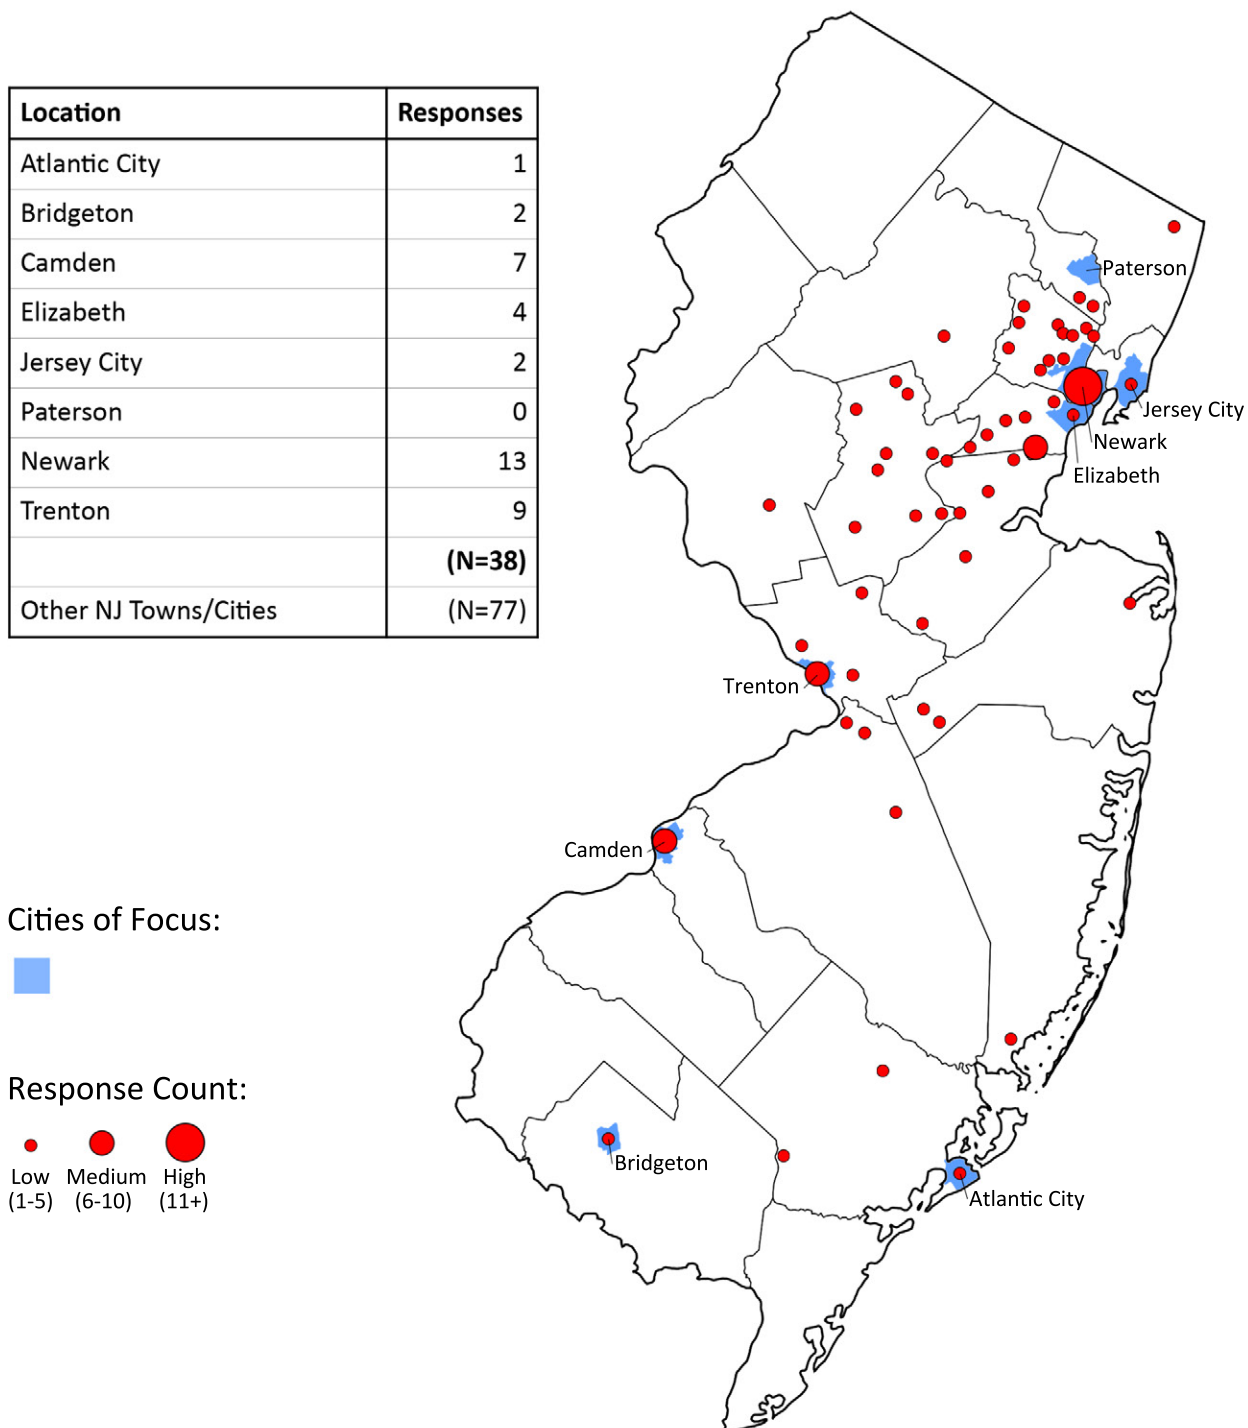 Location Responses
Atlantic City 1
Bridgeton 2
Camden 7
Elizabeth 4
Jersey City 2
Paterson 0
Newark 13
Trenton 9
(N=38)
Other NJ Towns/Cities (N=77)
Paterson
Jersey City
Newark
Elizabeth
Trenton
Camden
Cities of Focus:
Response Count:
Low Medium High
(1-5) (6-10) (11+)
Bridgeton
Atlantic City